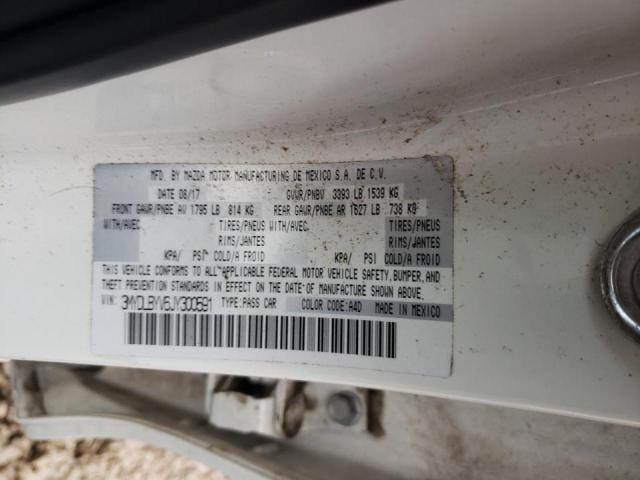 MFD. BY MAZDA MOTOR MANUFACTURING DE MEXICO S.A. DE C.V.
DATE 08/17 GVWR/PNBV 3393 LB 1539 KG
FRONT GAWR/PNBE AV 1795 LB 814 KG REAR GAWR/PNBE AR 1627 LB 738 KG
WITH/AVEC TIRES/PNEUS WITH/AVEC TIRES/PNEUS
RIMS/JANTES RIMS/JANTES
KPA/ PSI COLD/A FROID KPA/ PSI COLD/A FROID
THIS VEHICLE CONFORMS TO ALL APPLICABLE FEDERAL MOTOR VEHICLE SAFETY, BUMPER, AND
THEFT PREVENTION STANDARDS IN EFFECT ON THE DATE OF MANUFACTURE SHOWN ABOVE.
VIN: 3MYDLBYV6JY300591 TYPE: PASS CAR COLOR CODE: A4D MADE IN MEXICO